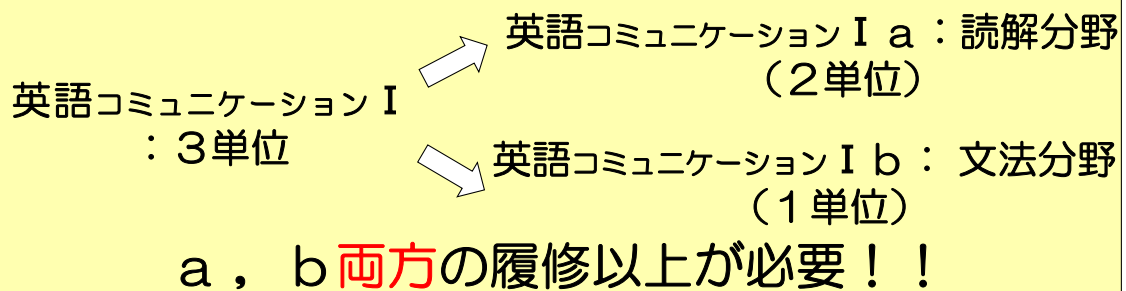 英語コミュニケーションⅠ
：３単位
英語コミュニケーションⅠａ：読解分野
（２単位）
英語コミュニケーションⅠｂ： 文法分野
（１単位）
ａ，ｂ両方の履修以上が必要！！